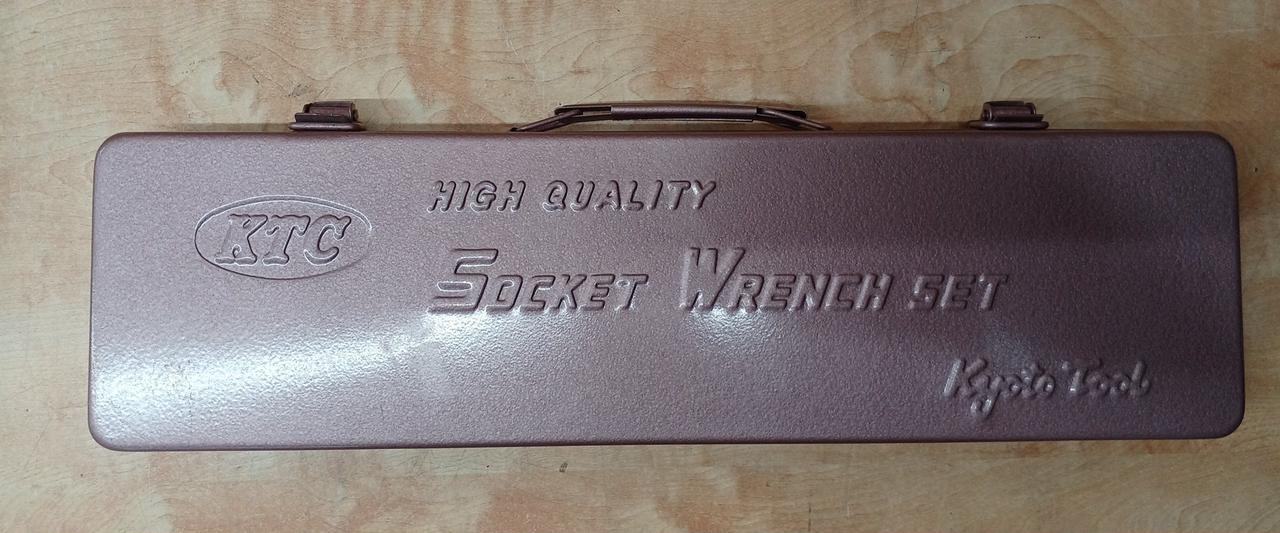 KTC
HIGH QUALITY
SOCKET WRENCH SET
Kyoto Tool